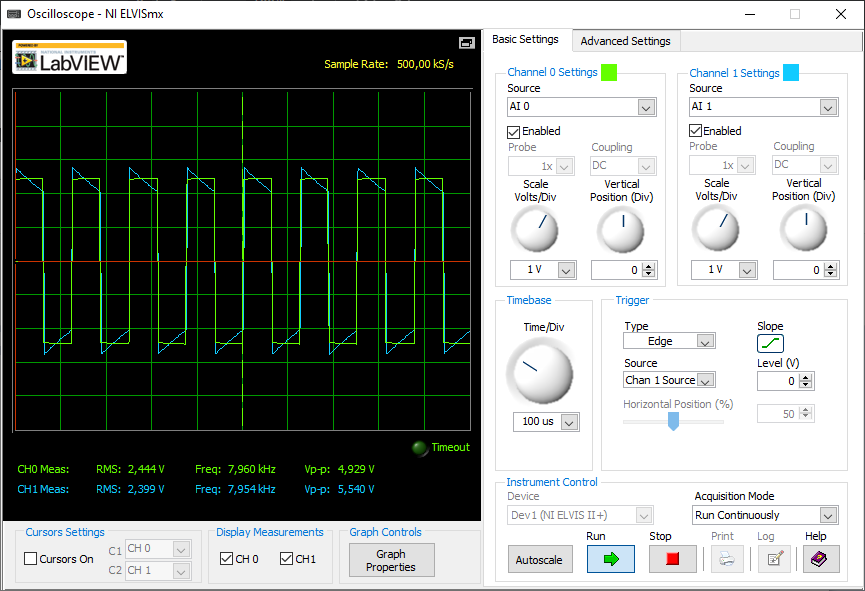 Oscilloscope - NI ELVISmx
POWERED BY
NATIONAL INSTRUMENTS
LabVIEW™
Sample Rate: 500,00 kS/s
Timeout
CH0 Meas: RMS: 2,444 V Freq: 7,960 kHz Vp-p: 4,929 V
CH1 Meas: RMS: 2,399 V Freq: 7,954 kHz Vp-p: 5,540 V
Cursors Settings
Cursors On
C1 CH 0
C2 CH 1
Display Measurements
CH 0 CH1
Graph Controls
Graph
Properties
Basic Settings Advanced Settings
Channel 0 Settings
Source
AI 0
Enabled
Probe Coupling
1x DC
Scale
Volts/Div
Vertical
Position (Div)
1 V 0
Channel 1 Settings
Source
AI 1
Enabled
Probe Coupling
1x DC
Scale
Volts/Div
Vertical
Position (Div)
1 V 0
Timebase
Time/Div
100 us
Trigger
Type
Edge
Slope
Source
Chan 1 Source
Level (V)
0
Horizontal Position (%)
50
Instrument Control
Device
Dev1 (NI ELVIS II+)
Acquisition Mode
Run Continuously
Run Stop Print Log Help
Autoscale